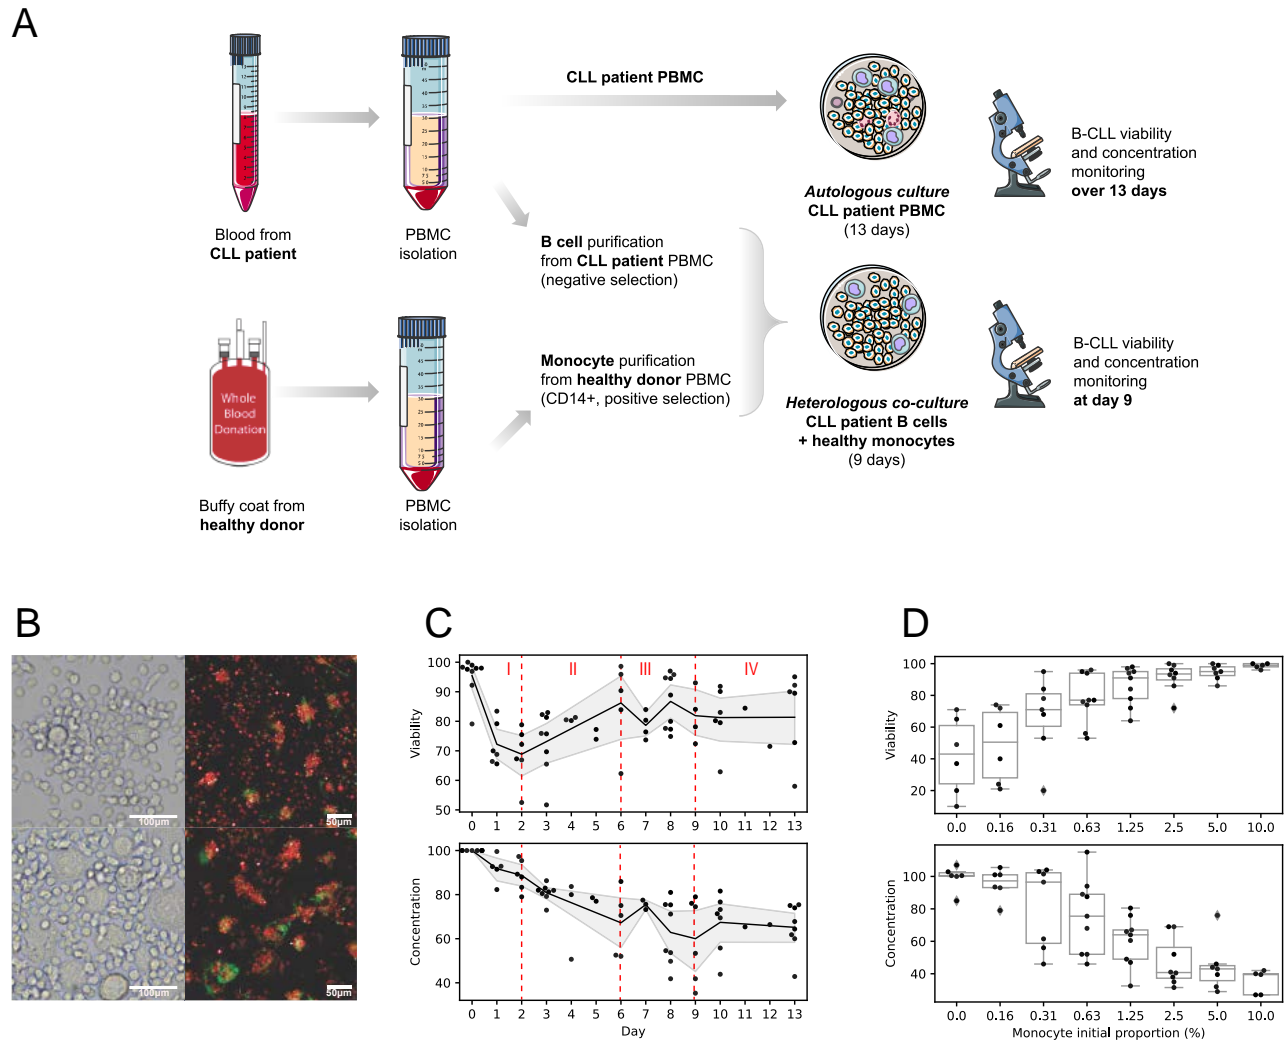 A
CLL patient PBMC
B-CLL viability
and concentration
monitoring
over 13 days
Autologous culture
CLL patient PBMC
(13 days)
Blood from
CLL patient
PBMC
isolation
B cell purification
from CLL patient PBMC
(negative selection)
Monocyte purification
from healthy donor PBMC
(CD14+, positive selection)
B-CLL viability
and concentration
monitoring
at day 9
Heterologous co-culture
CLL patient B cells
+ healthy monocytes
(9 days)
Whole
Blood
Donation
Buffy coat from
healthy donor
PBMC
isolation
B
100μm
50μm
100μm
50μm
C
I II III IV
Viability
100
90
80
70
60
50
0 1 2 3 4 5 6 7 8 9 10 11 12 13
Concentration
100
80
60
40
0 1 2 3 4 5 6 7 8 9 10 11 12 13
Day
D
Viability
100
80
60
40
20
0.0 0.16 0.31 0.63 1.25 2.5 5.0 10.0
Concentration
100
80
60
40
0.0 0.16 0.31 0.63 1.25 2.5 5.0 10.0
Monocyte initial proportion (%)